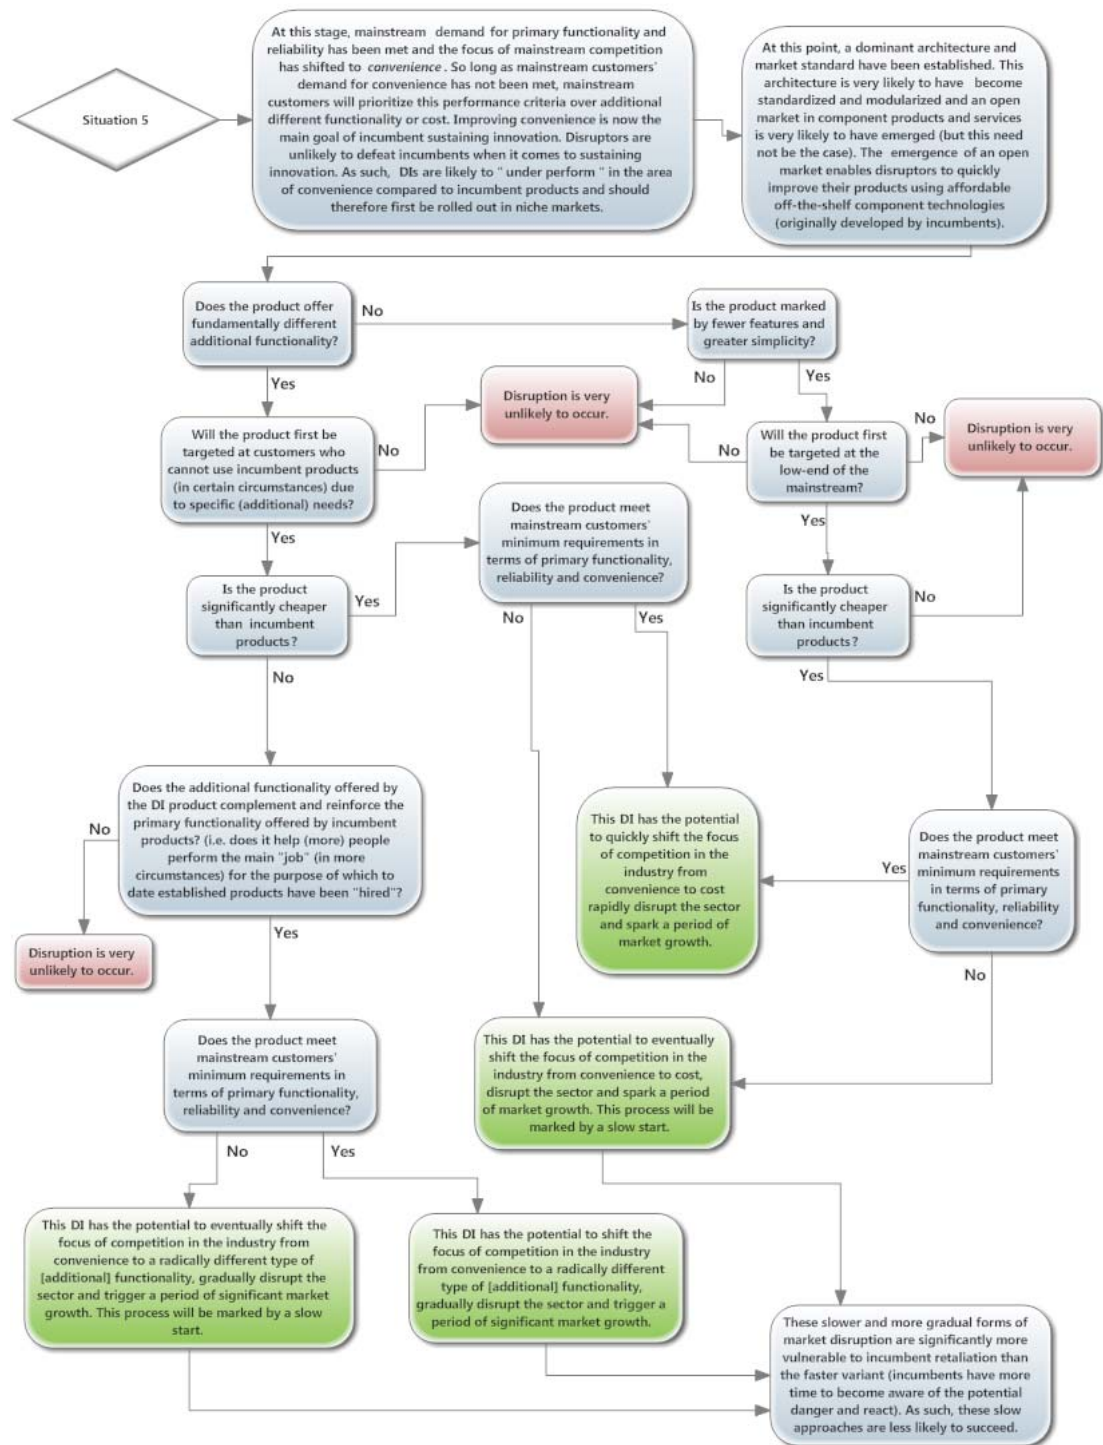 Situation 5
At this stage, mainstream demand for primary functionality and
reliability has been met and the focus of mainstream competition
has shifted to convenience. So long as mainstream customers'
demand for convenience has not been met, mainstream
customers will prioritize this performance criteria over additional
different functionality or cost. Improving convenience is now the
main goal of incumbent sustaining innovation. Disruptors are
unlikely to defeat incumbents when it comes to sustaining
innovation. As such, DIs are likely to " under perform " in the area
of convenience compared to incumbent products and should
therefore first be rolled out in niche markets.
At this point, a dominant architecture and
market standard have been established. This
architecture is very likely to have become
standardized and modularized and an open
market in component products and services
is very likely to have emerged (but this need
not be the case). The emergence of an open
market enables disruptors to quickly
improve their products using affordable
off-the-shelf component technologies
(originally developed by incumbents).
Does the product offer
fundamentally different
additional functionality?
No
Is the product marked
by fewer features and
greater simplicity?
Yes
No
Yes
Disruption is very
unlikely to occur.
Will the product first be
targeted at customers who
cannot use incumbent products
(in certain circumstances) due
to specific (additional) needs?
No
No
Will the product first
be targeted at the
low-end of the
mainstream?
No
Disruption is very
unlikely to occur.
Yes
Does the product meet
mainstream customers'
minimum requirements in
terms of primary functionality,
reliability and convenience?
Yes
Is the product
significantly cheaper
than incumbent
products?
Yes
Is the product
significantly cheaper
than incumbent
products?
No
No
Yes
No
Yes
Does the additional functionality offered by
the DI product complement and reinforce the
primary functionality offered by incumbent
products? (i.e. does it help (more) people
perform the main "job" (in more
circumstances) for the purpose of which to
date established products have been "hired"?
No
Disruption is very
unlikely to occur.
Yes
This DI has the potential
to quickly shift the focus
of competition in the
industry from
convenience to cost
rapidly disrupt the sector
and spark a period of
market growth.
Yes
Does the product meet
mainstream customers'
minimum requirements
in terms of primary
functionality, reliability
and convenience?
No
Does the product meet
mainstream customers'
minimum requirements in
terms of primary functionality,
reliability and convenience?
This DI has the potential to eventually
shift the focus of competition in the
industry from convenience to cost,
disrupt the sector and spark a period
of market growth. This process will be
marked by a slow start.
No
Yes
This DI has the potential to eventually shift the
focus of competition in the industry from
convenience to a radically different type of
[additional] functionality, gradually disrupt the
sector and trigger a period of significant market
growth. This process will be marked by a slow
start.
This DI has the potential to shift the
focus of competition in the industry
from convenience to a radically different
type of [additional] functionality,
gradually disrupt the sector and trigger a
period of significant market growth.
These slower and more gradual forms of
market disruption are significantly more
vulnerable to incumbent retaliation than
the faster variant (incumbents have more
time to become aware of the potential
danger and react). As such, these slow
approaches are less likely to succeed.